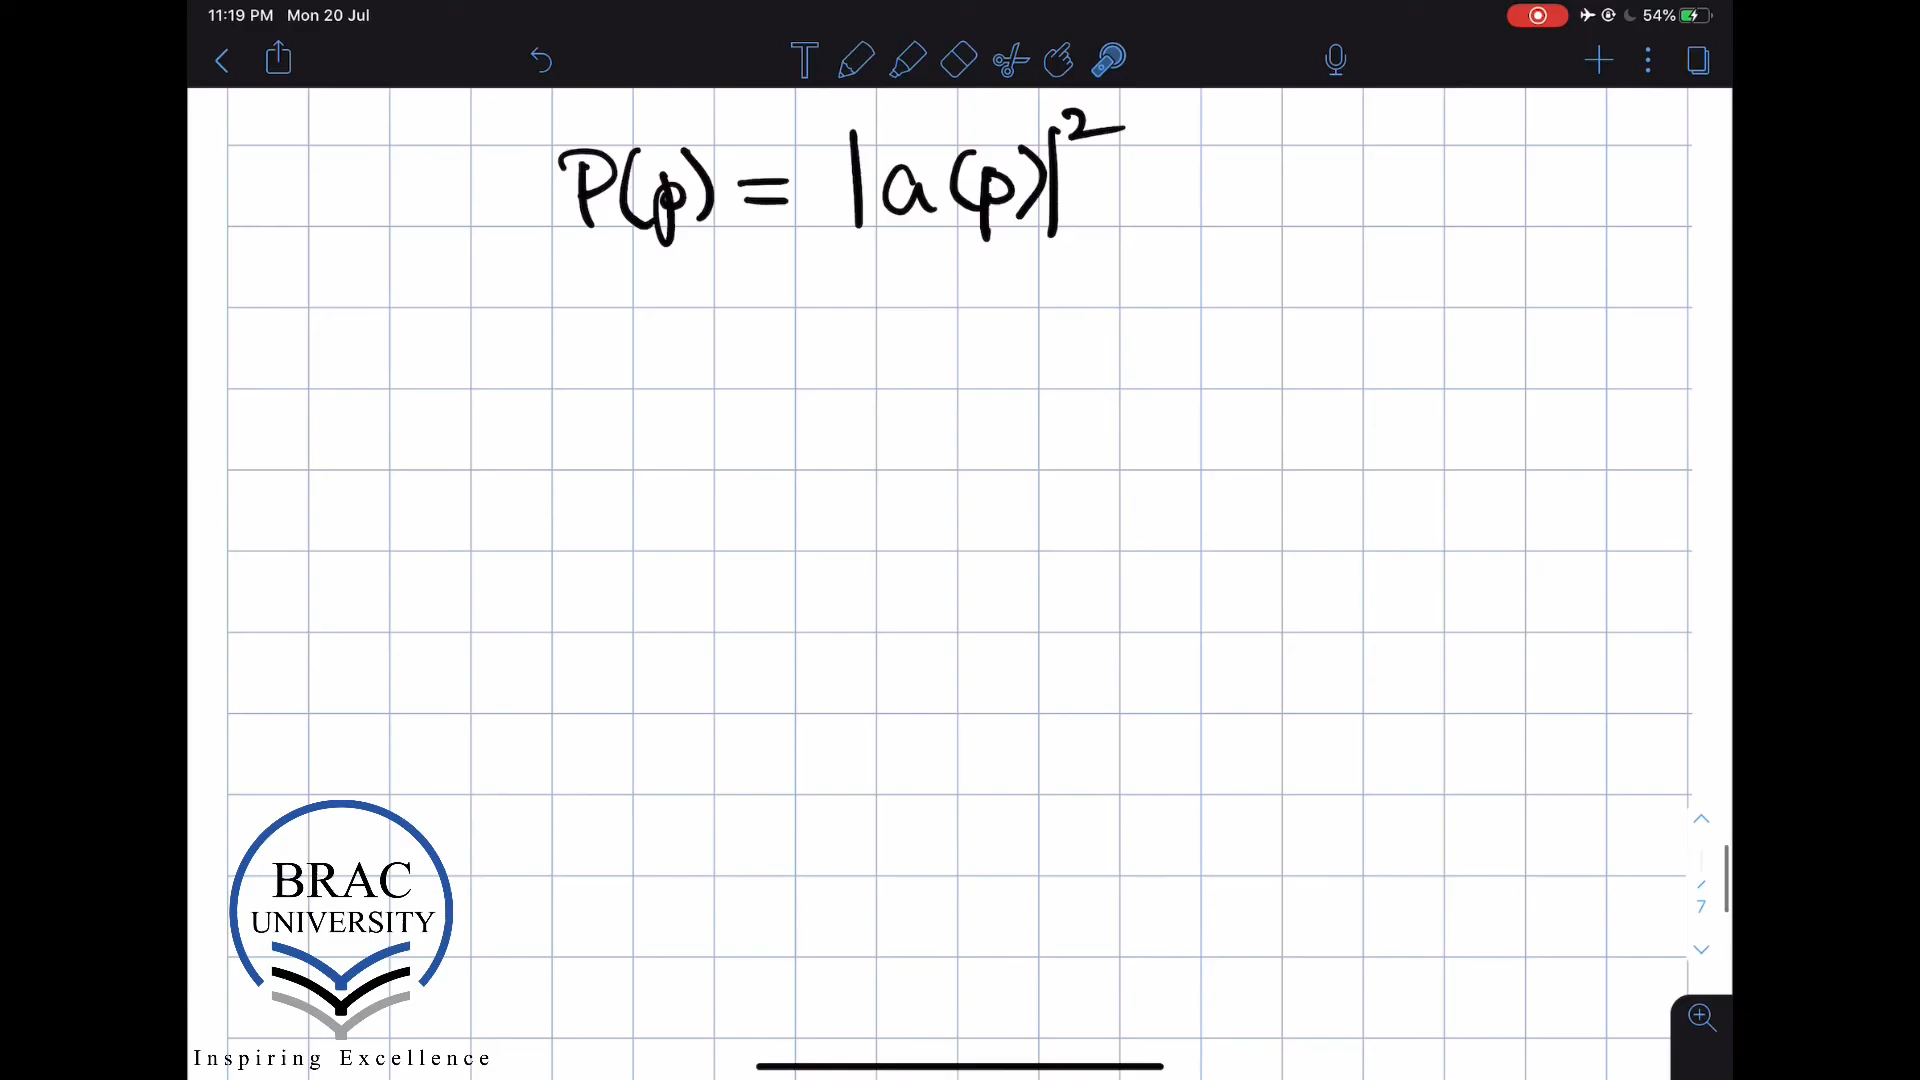 11:19 PM Mon 20 Jul 54%
T
P(p) = |a(p)|²
7
BRAC
UNIVERSITY
Inspiring Excellence